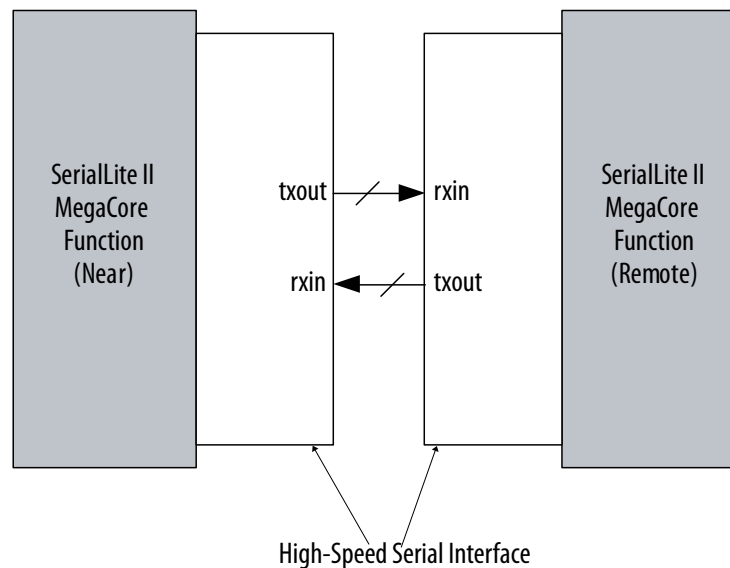 SerialLite II
MegaCore
Function
(Near)
txout
rxin
rxin
txout
SerialLite II
MegaCore
Function
(Remote)
High-Speed Serial Interface